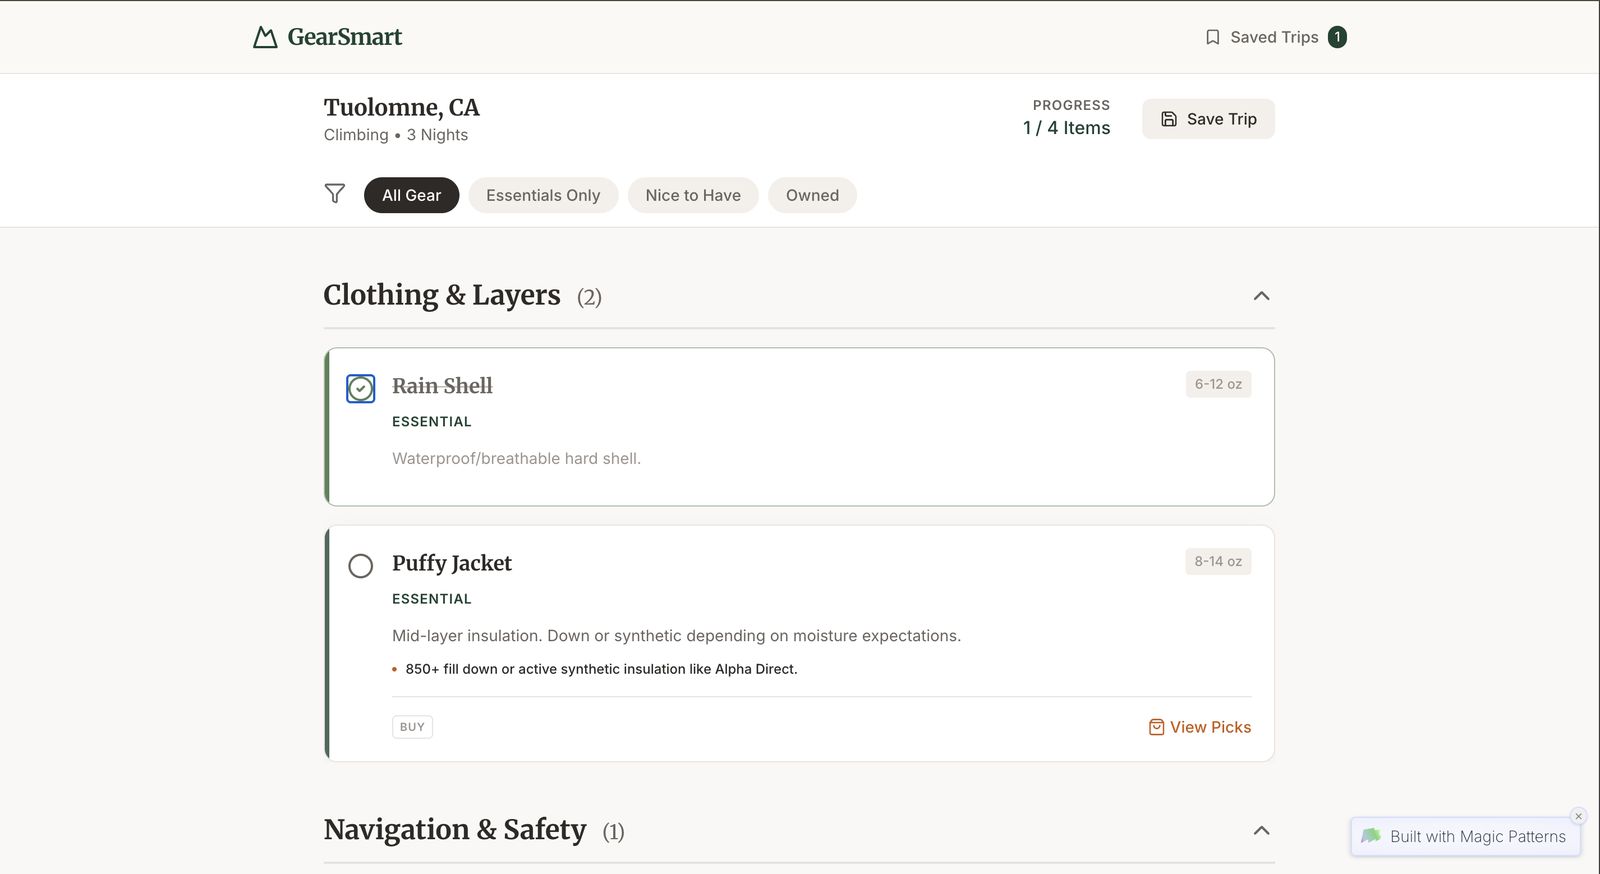 GearSmart
Saved Trips 1
Tuolomne, CA
Climbing • 3 Nights
PROGRESS
1 / 4 Items
Save Trip
All Gear
Essentials Only
Nice to Have
Owned
Clothing & Layers (2)
Rain Shell
6-12 oz
ESSENTIAL
Waterproof/breathable hard shell.
Puffy Jacket
8-14 oz
ESSENTIAL
Mid-layer insulation. Down or synthetic depending on moisture expectations.
• 850+ fill down or active synthetic insulation like Alpha Direct.
BUY
View Picks
Navigation & Safety (1)
Built with Magic Patterns